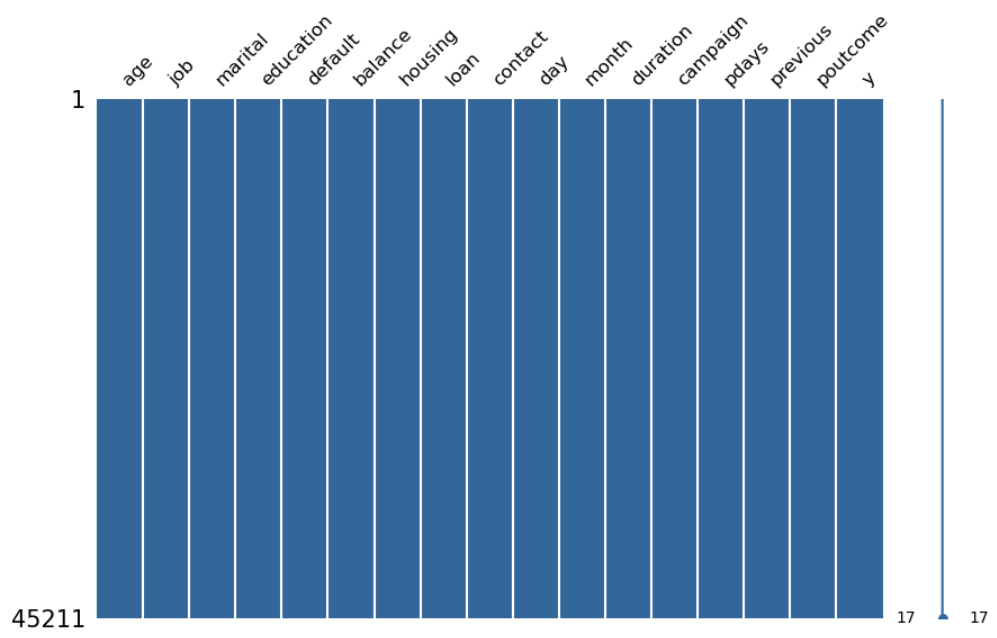 age job marital education default balance housing loan contact day month duration campaign pdays previous poutcome y
1
45211
17 17